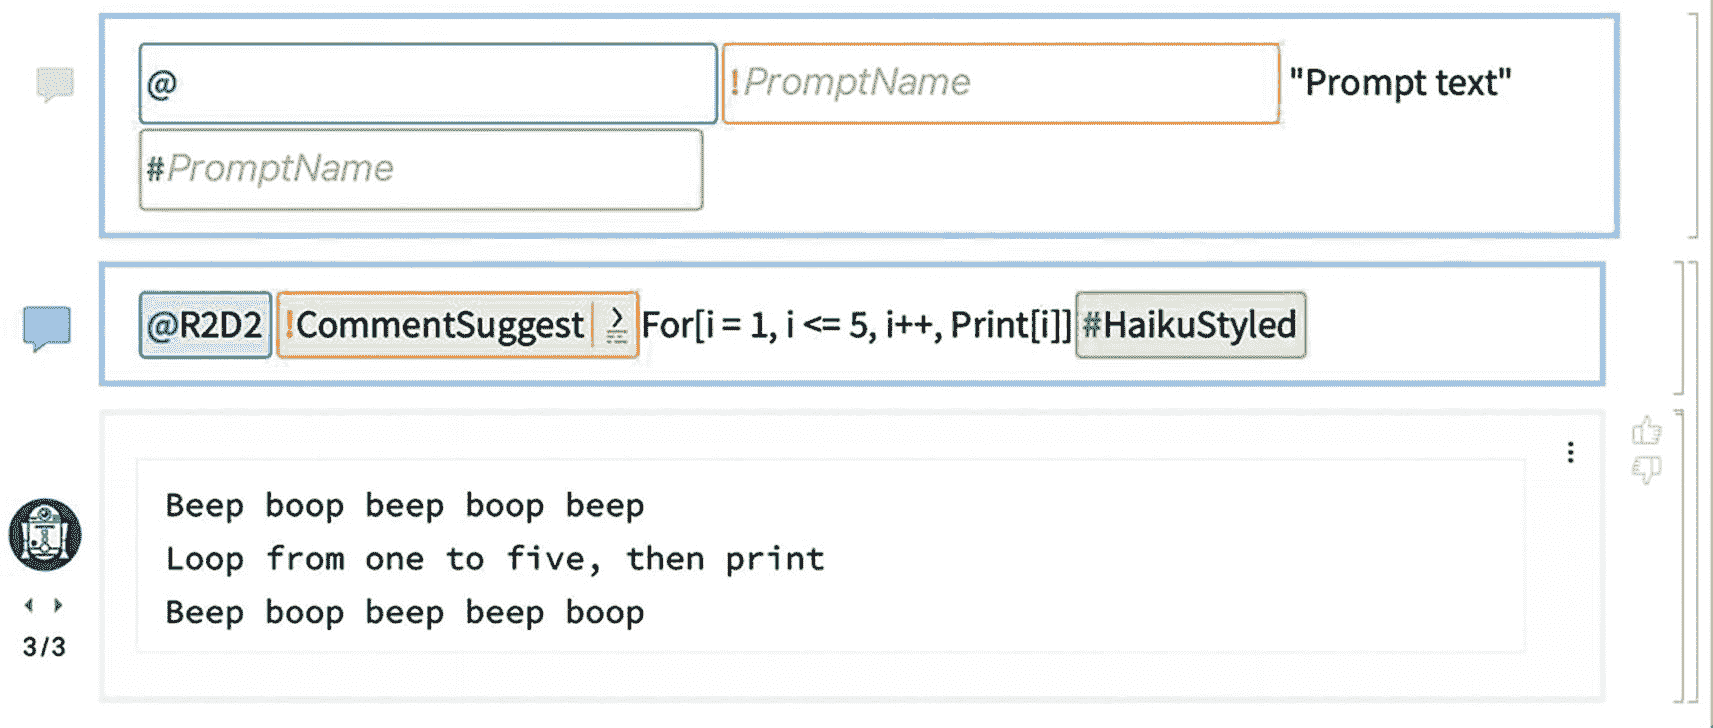 @ !PromptName "Prompt text"
#PromptName
@R2D2 !CommentSuggest For[i = 1, i <= 5, i++, Print[i]] #HaikuStyled
Beep boop beep boop beep
Loop from one to five, then print
Beep boop beep beep boop
3/3